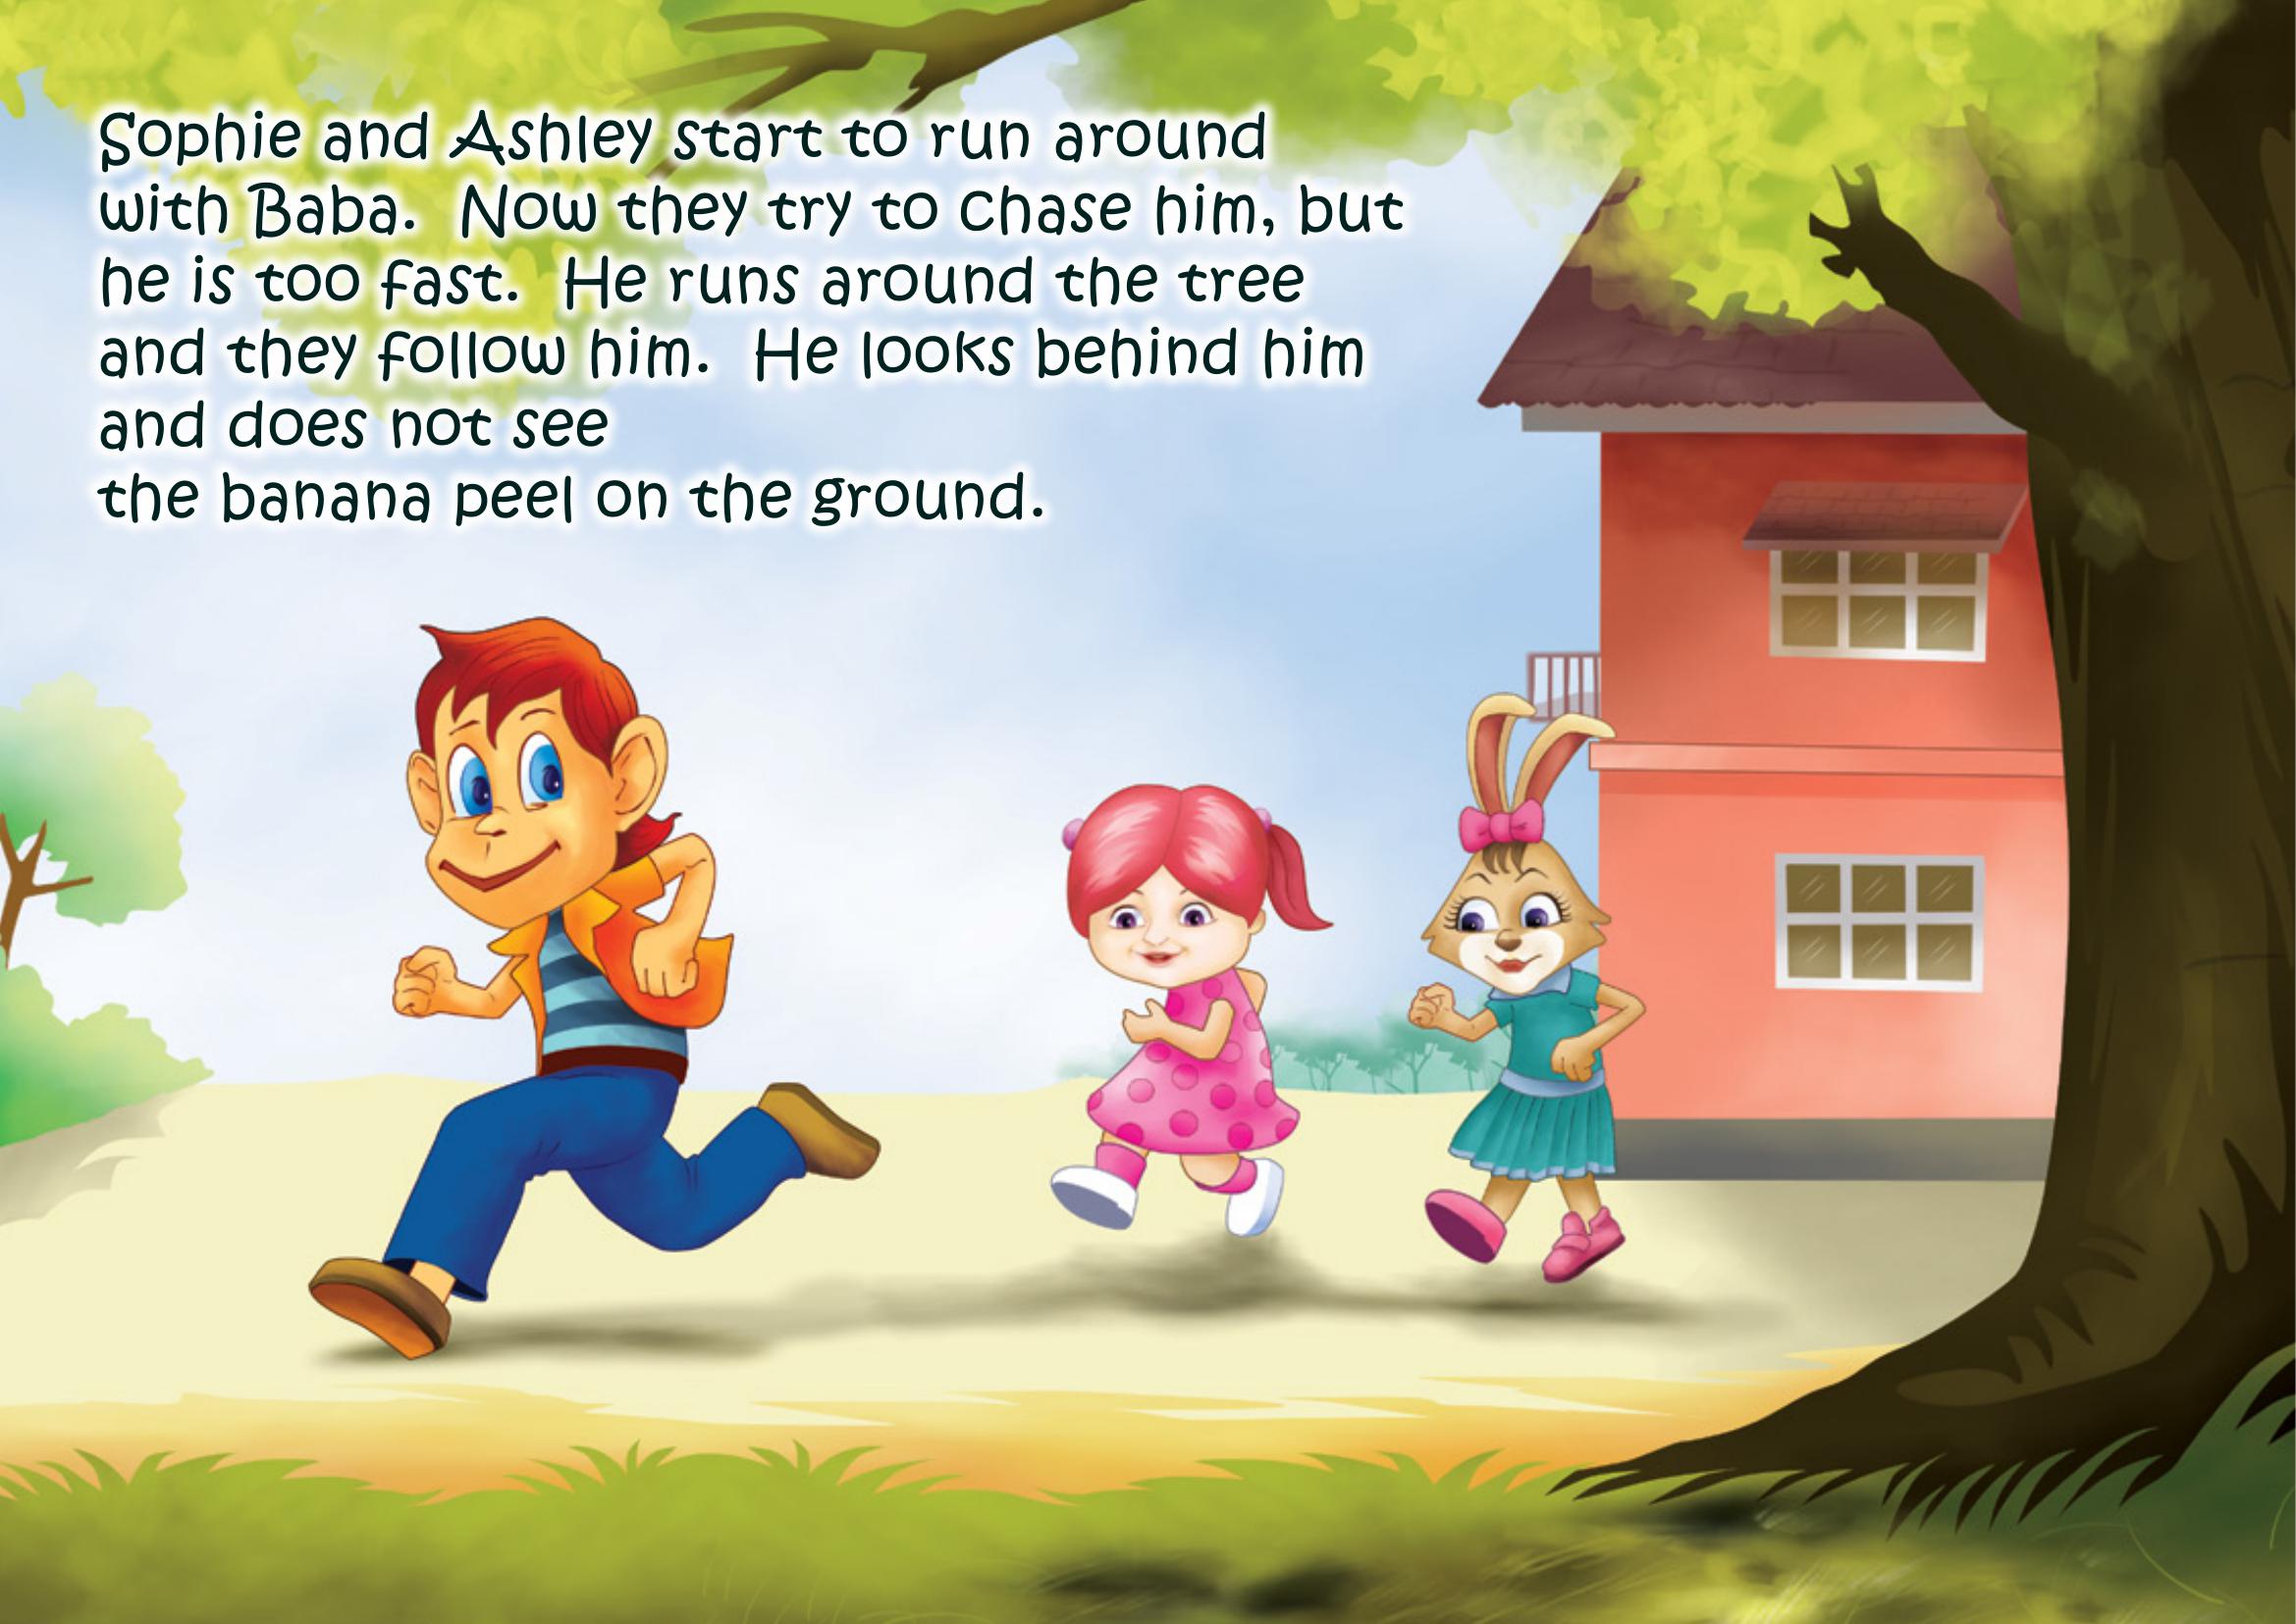 Sophie and Ashley start to run around
with Baba.  Now they try to chase him, but
he is too fast.  He runs around the tree
and they follow him.  He looks behind him
and does not see
the banana peel on the ground.